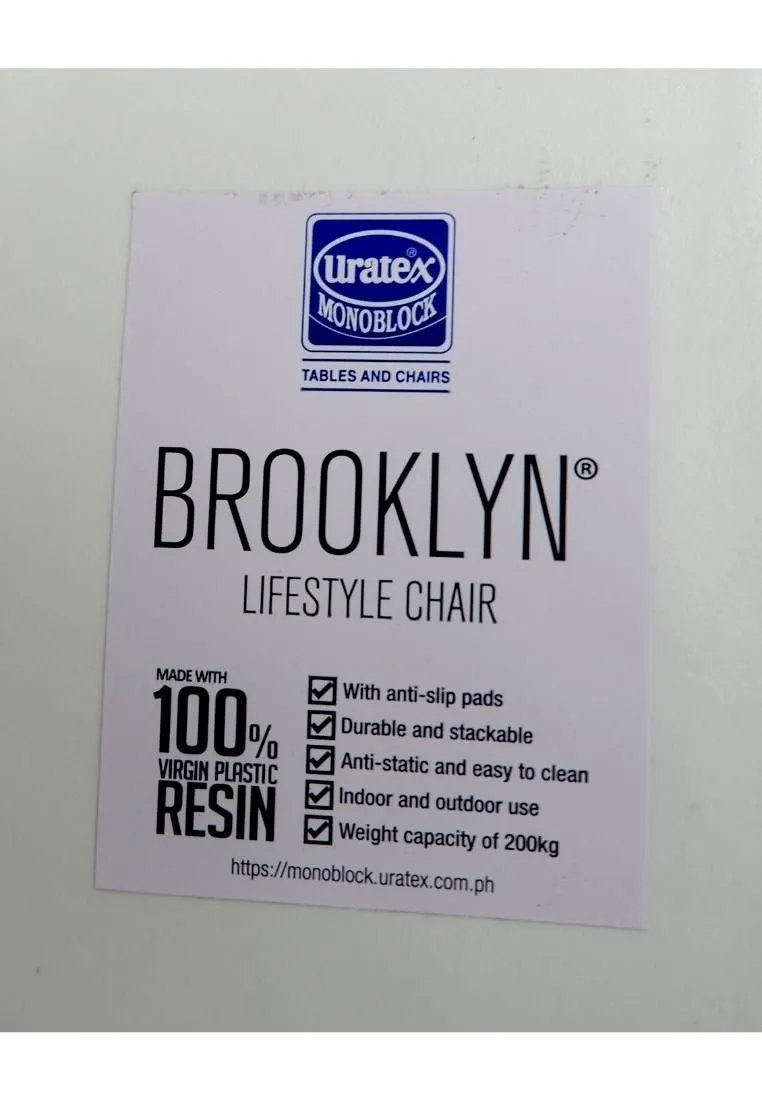 uratex®
MONOBLOCK
TABLES AND CHAIRS
BROOKLYN®
LIFESTYLE CHAIR
MADE WITH
100%
VIRGIN PLASTIC
RESIN
With anti-slip pads
Durable and stackable
Anti-static and easy to clean
Indoor and outdoor use
Weight capacity of 200kg
https://monoblock.uratex.com.ph